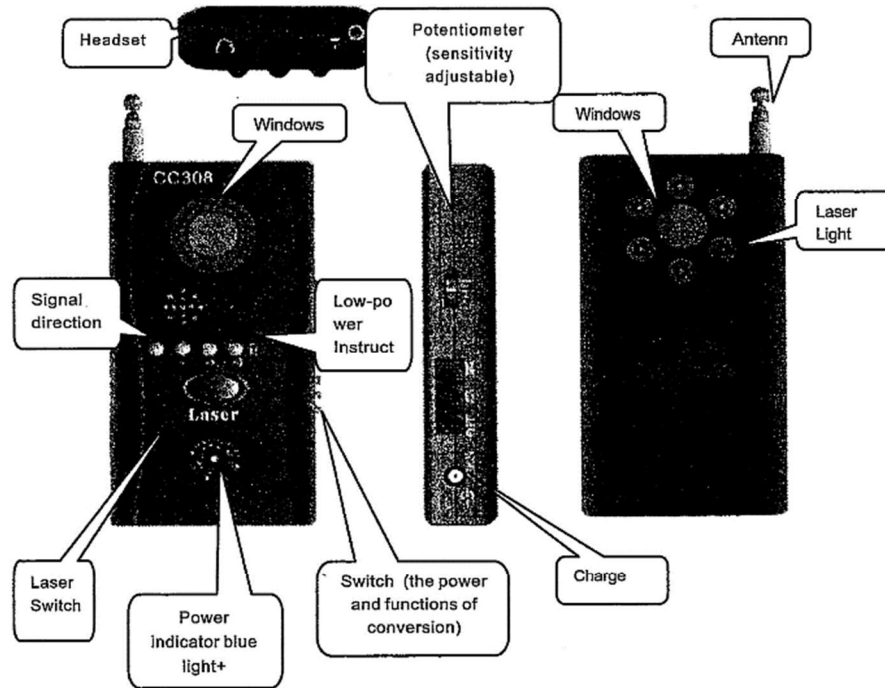 Headset
Potentiometer
(sensitivity
adjustable)
Antenn
Windows
Windows
CC308
Laser
Light
Signal
direction
Low-po
wer
Instruct
Laser
Laser
Switch
Power
indicator blue
light+
Switch (the power
and functions of
conversion)
Charge